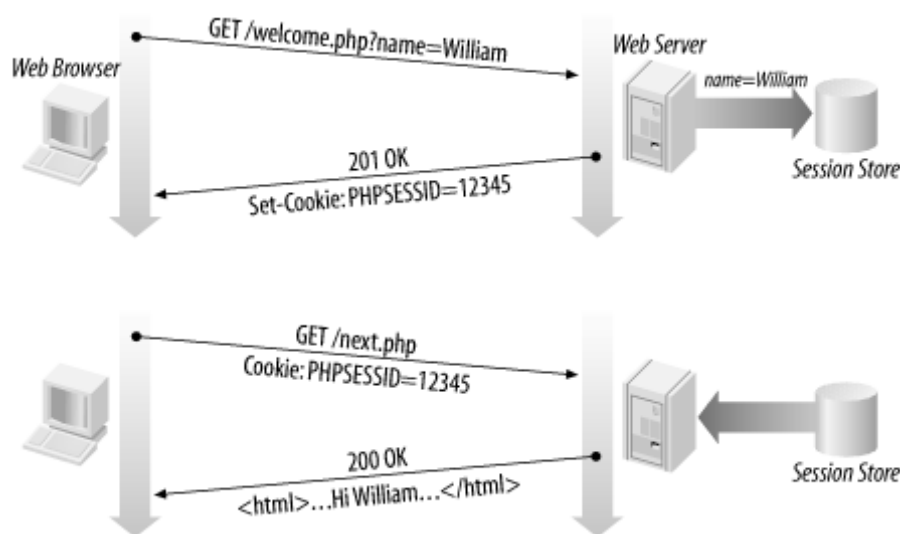 GET /welcome.php?name=William
Web Server
Web Browser
name=William
201 OK
Set-Cookie: PHPSESSID=12345
Session Store
GET /next.php
Cookie: PHPSESSID=12345
200 OK
<html>...Hi William...</html>
Session Store